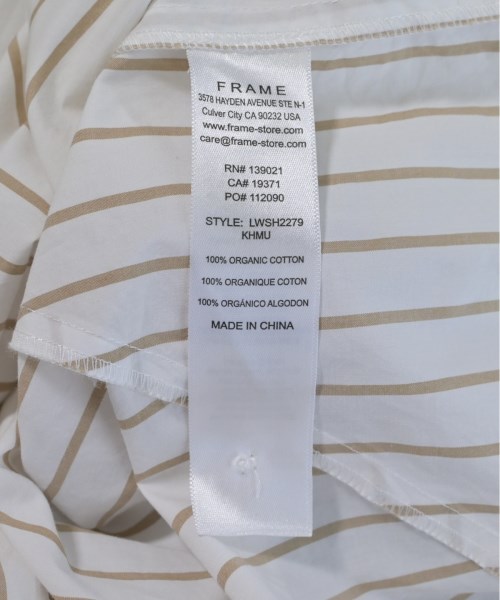 FRAME
3578 HAYDEN AVENUE STE N-1
Culver City CA 90232 USA
www.frame-store.com
care@frame-store.com
RN# 139021
CA# 19371
PO# 112090
STYLE: LWSH2279
KHMU
100% ORGANIC COTTON
100% ORGANIQUE COTON
100% ORGÁNICO ALGODON
MADE IN CHINA